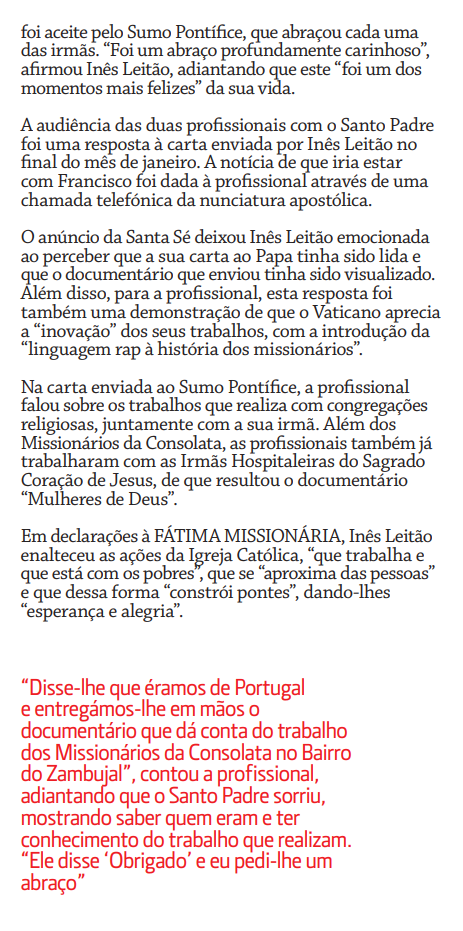 foi aceite pelo Sumo Pontífice, que abraçou cada uma
das irmãs. “Foi um abraço profundamente carinhoso”,
afirmou Inês Leitão, adiantando que este “foi um dos
momentos mais felizes” da sua vida.
A audiência das duas profissionais com o Santo Padre
foi uma resposta à carta enviada por Inês Leitão no
final do mês de janeiro. A notícia de que iria estar
com Francisco foi dada à profissional através de uma
chamada telefónica da nunciatura apostólica.
O anúncio da Santa Sé deixou Inês Leitão emocionada
ao perceber que a sua carta ao Papa tinha sido lida e
que o documentário que enviou tinha sido visualizado.
Além disso, para a profissional, esta resposta foi
também uma demonstração de que o Vaticano aprecia
a “inovação” dos seus trabalhos, com a introdução da
“linguagem rap à história dos missionários”.
Na carta enviada ao Sumo Pontífice, a profissional
falou sobre os trabalhos que realiza com congregações
religiosas, juntamente com a sua irmã. Além dos
Missionários da Consolata, as profissionais também já
trabalharam com as Irmãs Hospitaleiras do Sagrado
Coração de Jesus, de que resultou o documentário
“Mulheres de Deus”.
Em declarações à FÁTIMA MISSIONÁRIA, Inês Leitão
enalteceu as ações da Igreja Católica, “que trabalha e
que está com os pobres”, que se “aproxima das pessoas”
e que dessa forma “constrói pontes”, dando-lhes
“esperança e alegria”.
“Disse-lhe que éramos de Portugal
e entregámos-lhe em mãos o
documentário que dá conta do trabalho
dos Missionários da Consolata no Bairro
do Zambujal”, contou a profissional,
adiantando que o Santo Padre sorriu,
mostrando saber quem eram e ter
conhecimento do trabalho que realizam.
“Ele disse ‘Obrigado’ e eu pedi-lhe um
abraço”